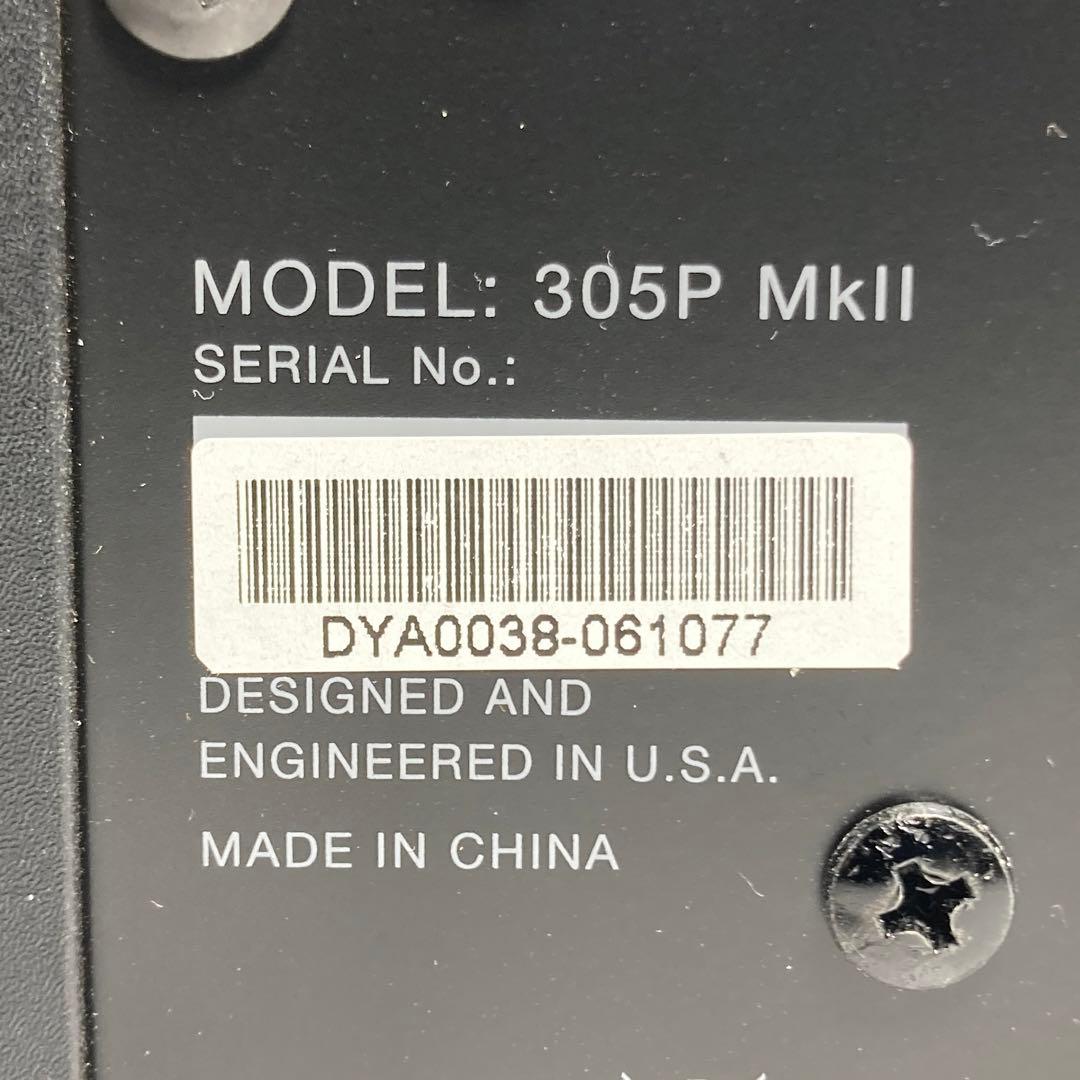 MODEL: 305P MkII
SERIAL No.:
DYA0038-061077
DESIGNED AND
ENGINEERED IN U.S.A.
MADE IN CHINA